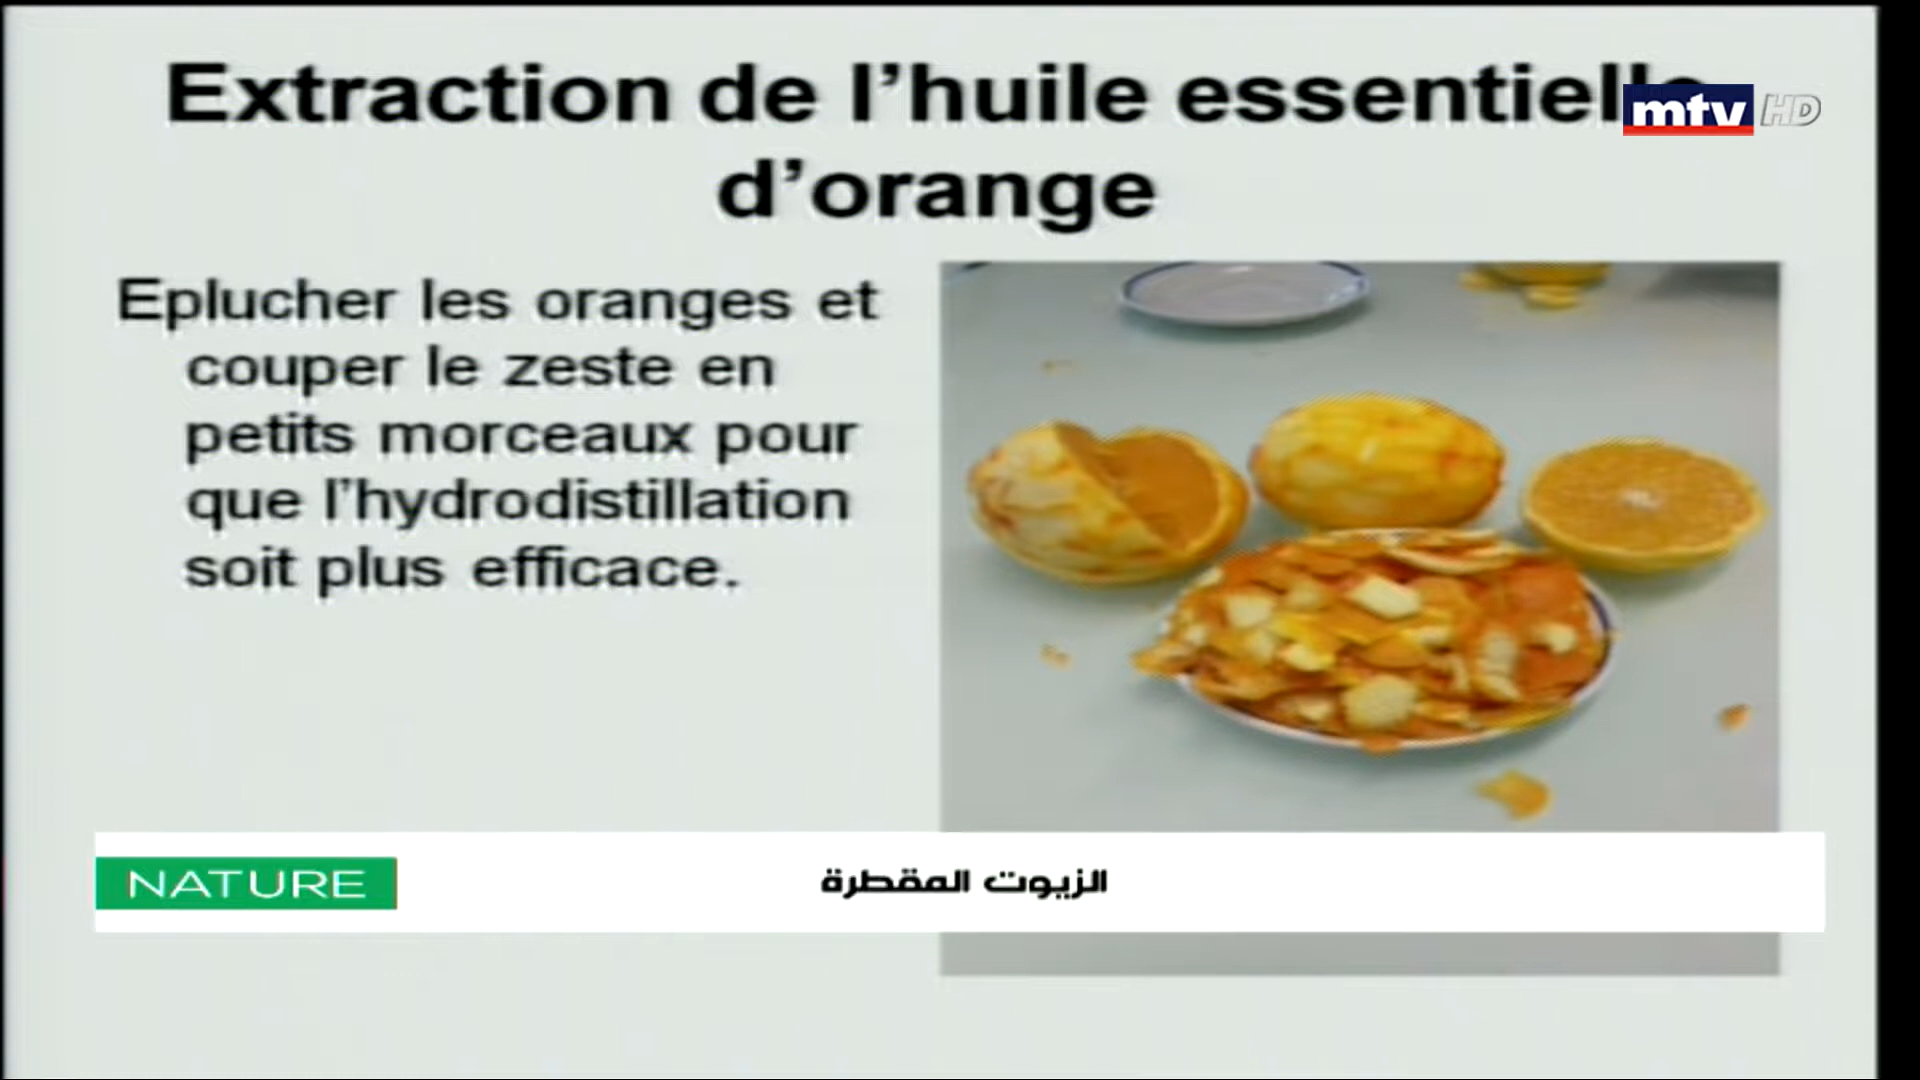 Extraction de l’huile essentielle
d’orange
mtv HD
Eplucher les oranges et
couper le zeste en
petits morceaux pour
que l’hydrodistillation
soit plus efficace.
NATURE
الزيوت المقطرة